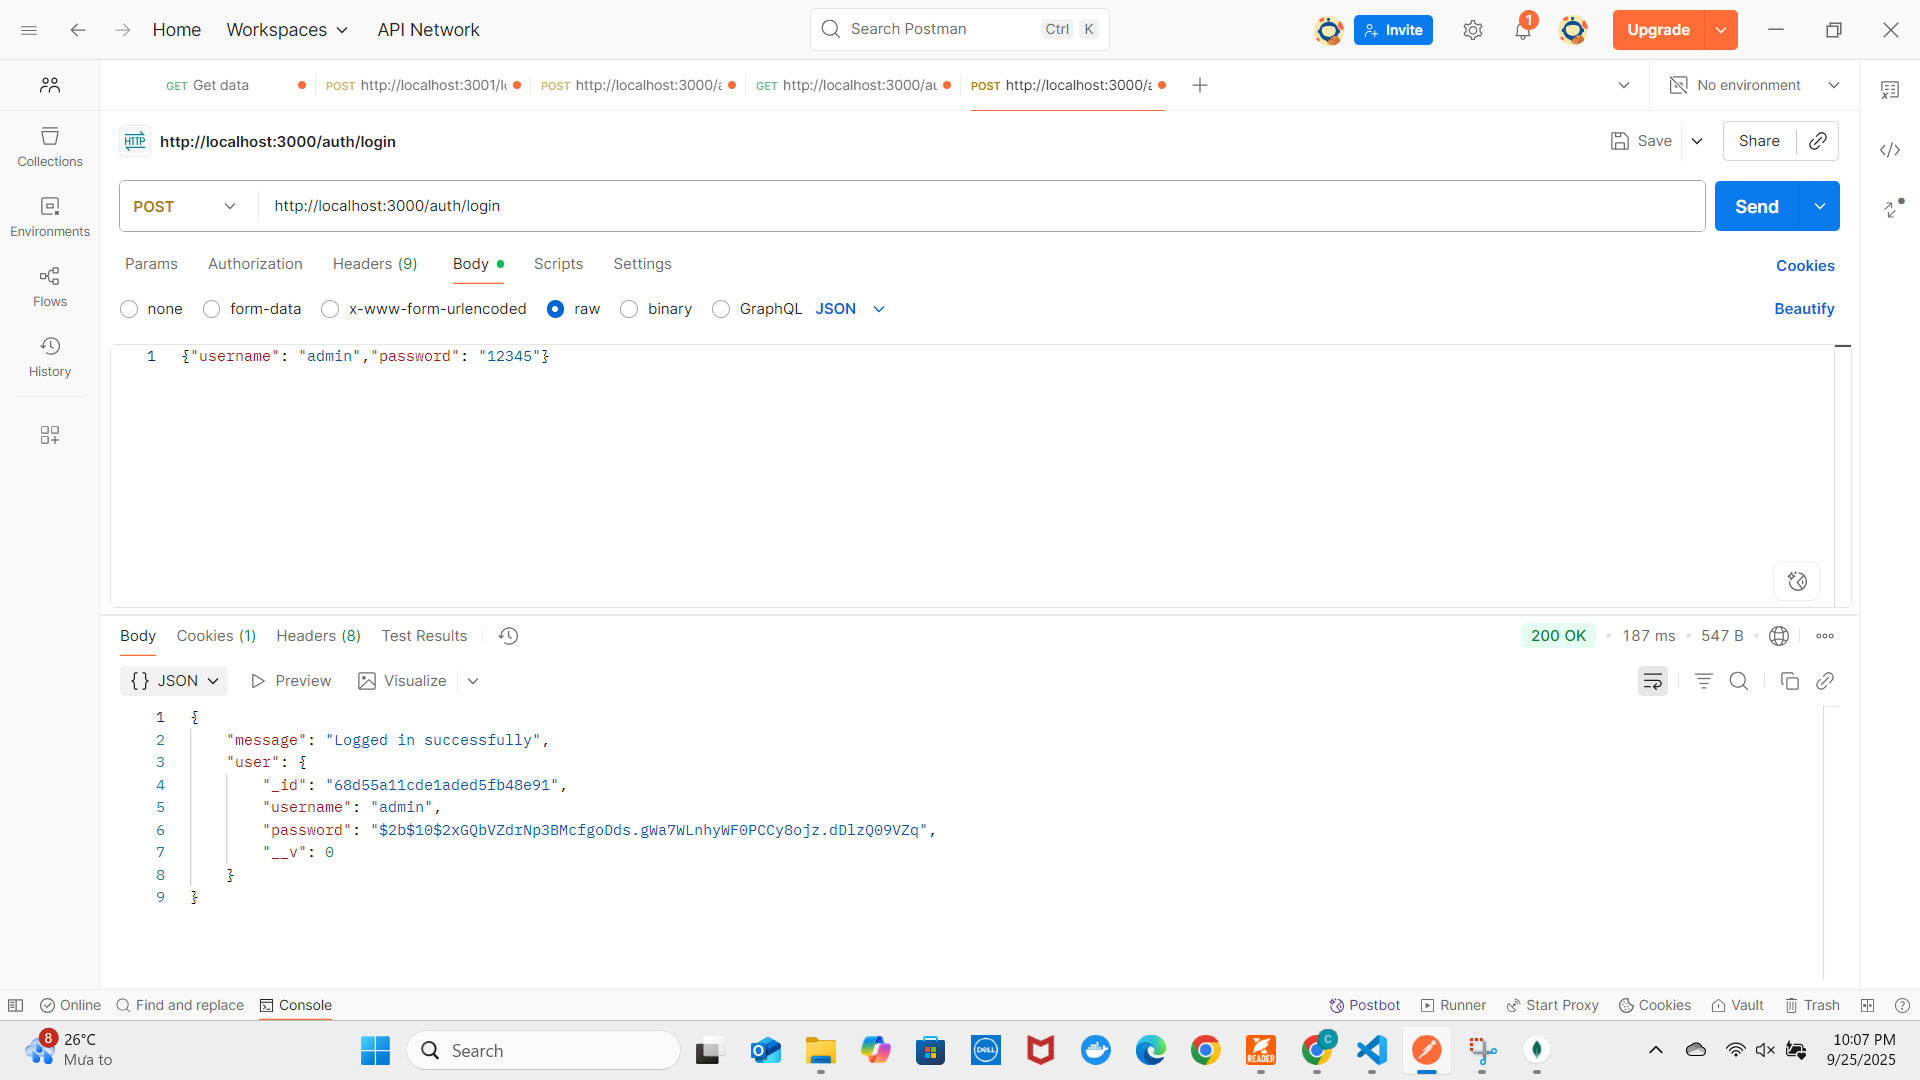 Home Workspaces API Network Search Postman Ctrl K Invite 1 Upgrade
GET Get data POST http://localhost:3001/l POST http://localhost:3000/a GET http://localhost:3000/au POST http://localhost:3000/a No environment
HTTP http://localhost:3000/auth/login Save Share
Collections
Environments
Flows
History
POST http://localhost:3000/auth/login Send
Params Authorization Headers (9) Body Scripts Settings Cookies
none form-data x-www-form-urlencoded raw binary GraphQL JSON Beautify
1 {"username": "admin","password": "12345"}
Body Cookies (1) Headers (8) Test Results 200 OK 187 ms 547 B
{} JSON Preview Visualize
1 {
2 "message": "Logged in successfully",
3 "user": {
4 "_id": "68d55a11cde1aded5fb48e91",
5 "username": "admin",
6 "password": "$2b$10$2xGQbVZdrNp3BMcfgoDds.gWa7WLnhyWF0PCCy8ojz.dDlzQ09VZq",
7 "__v": 0
8 }
9 }
Online Find and replace Console Postbot Runner Start Proxy Cookies Vault Trash
8 26°C
Mưa to
Search
DELL
READER
C
10:07 PM
9/25/2025